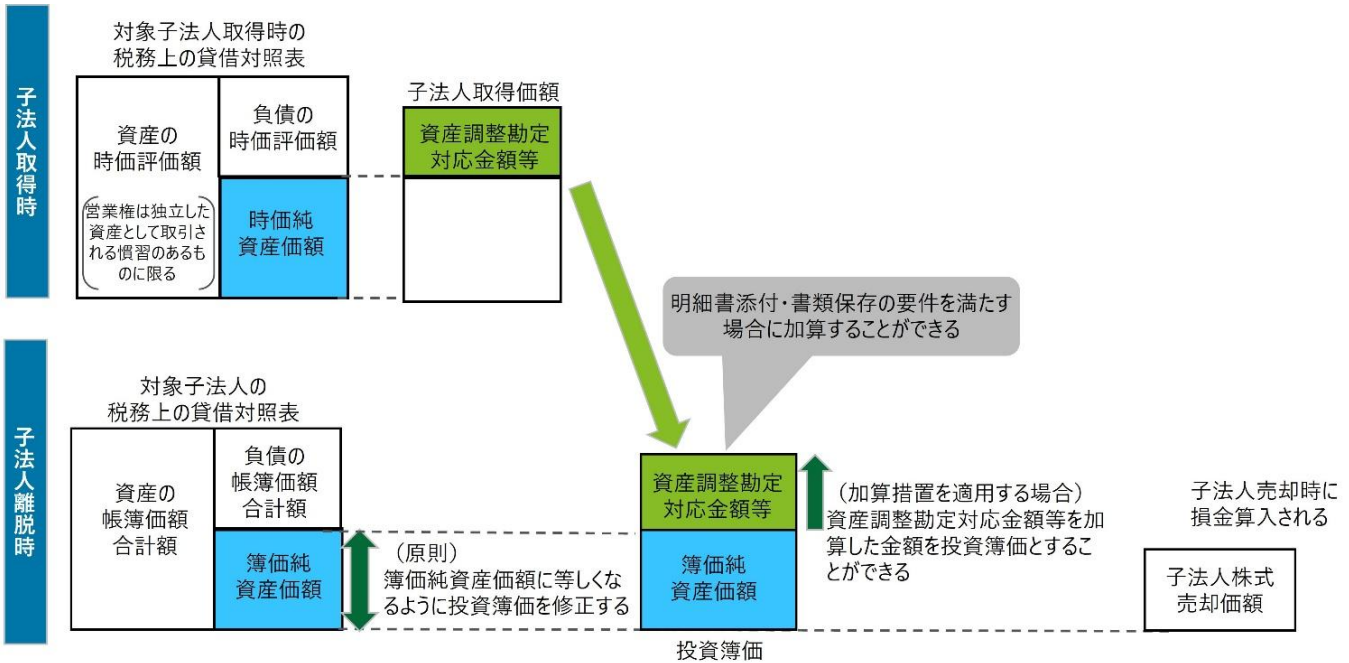 子法人取得時
対象子法人取得時の
税務上の貸借対照表
資産の
時価評価額
営業権は独立した
資産として取引さ
れる慣習のあるも
のに限る
負債の
時価評価額
時価純
資産価額
子法人取得価額
資産調整勘定
対応金額等
明細書添付・書類保存の要件を満たす
場合に加算することができる
子法人離脱時
対象子法人の
税務上の貸借対照表
資産の
帳簿価額
合計額
負債の
帳簿価額
合計額
簿価純
資産価額
（原則）
簿価純資産価額に等しくな
るように投資簿価を修正する
資産調整勘定
対応金額等
簿価純
資産価額
投資簿価
（加算措置を適用する場合）
資産調整勘定対応金額等を加
算した金額を投資簿価とするこ
とができる
子法人売却時に
損金算入される
子法人株式
売却価額